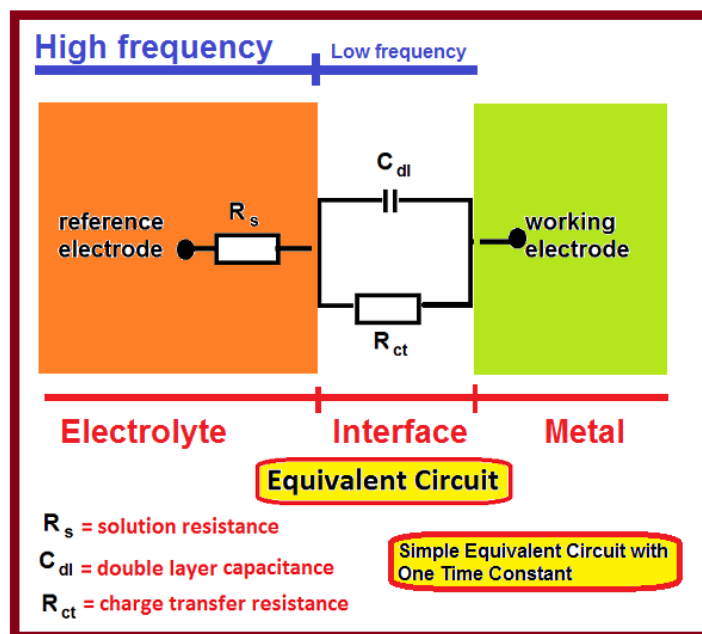 High frequency
Low frequency
C dl
reference
electrode
R s
working
electrode
R ct
Electrolyte
Interface
Metal
Equivalent Circuit
R s = solution resistance
C dl = double layer capacitance
R ct = charge transfer resistance
Simple Equivalent Circuit with
One Time Constant